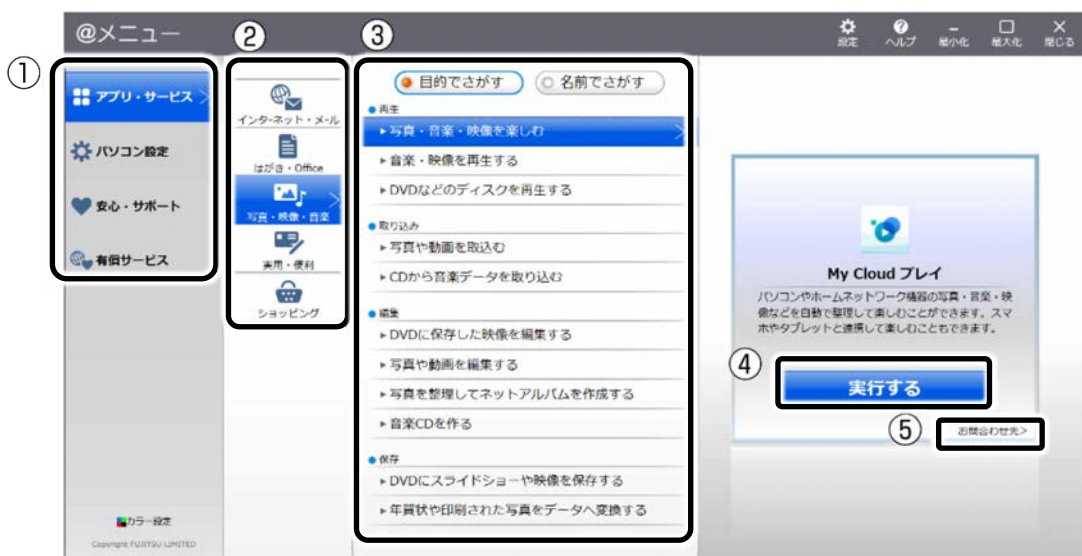 @メニュー
②
③
設定
ヘルプ
最小化
最大化
閉じる
①
アプリ・サービス
パソコン設定
安心・サポート
有償サービス
インターネット・メール
はがき・Office
写真・映像・音楽
実用・便利
ショッピング
目的でさがす
名前でさがす
再生
写真・音楽・映像を楽しむ
音楽・映像を再生する
DVDなどのディスクを再生する
取り込み
写真や動画を取込む
CDから音楽データを取り込む
編集
DVDに保存した映像を編集する
写真や動画を編集する
写真を整理してネットアルバムを作成する
音楽CDを作る
保存
DVDにスライドショーや映像を保存する
年賀状や印刷された写真をデータへ変換する
My Cloud プレイ
パソコンやホームネットワーク機器の写真・音楽・映
像などを自動で整理して楽しむことができます。スマ
ホやタブレットと連携して楽しむこともできます。
④
実行する
⑤
お問合わせ先>
カラー設定
Copyright FUJITSU LIMITED